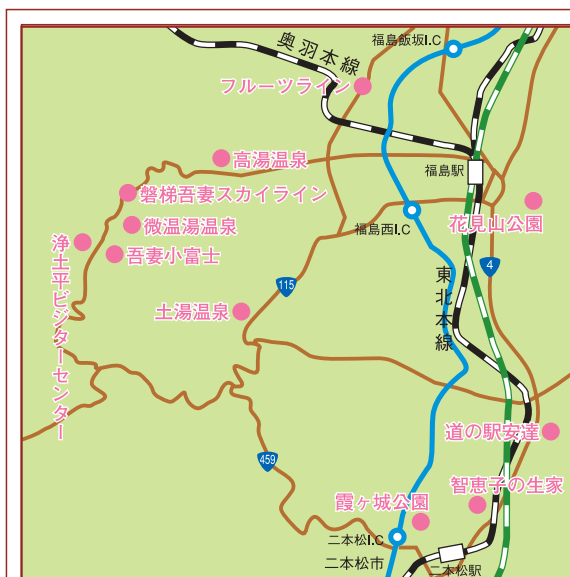 奥羽本線
福島飯坂I.C
フルーツライン
高湯温泉
福島駅
磐梯吾妻スカイライン
花見山公園
微温湯温泉
福島西I.C
浄土平ビジターセンター
吾妻小富士
東北本線
4
115
土湯温泉
道の駅安達
459
智恵子の生家
霞ヶ城公園
二本松I.C
二本松市
二本松駅